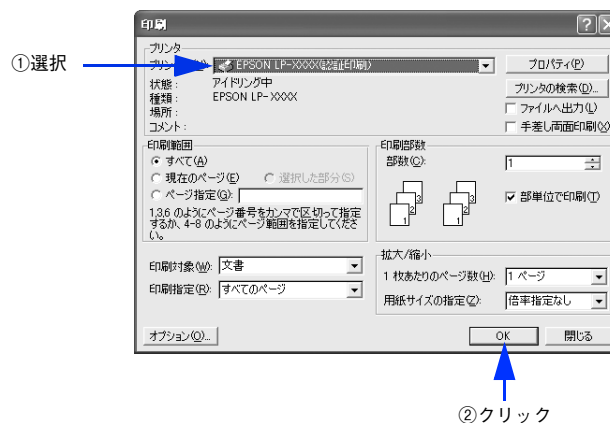 印刷
プリンタ
①選択
EPSON LP-XXXX(認証印刷)
プロパティ(P)
状態： アイドリング中
プリンタの検索(D)...
種類： EPSON LP-XXXX
場所：
ファイルへ出力(L)
コメント：
手差し両面印刷(X)
印刷範囲
すべて(A)
現在のページ(E) 選択した部分(S)
ページ指定(G):
1,3,6 のようにページ番号をカンマで区切って指定
するか、4-8 のようにページ範囲を指定してくださ
い。
印刷部数
部数(C): 1
1 2 3 1 2 3
部単位で印刷(T)
印刷対象(W): 文書
印刷指定(R): すべてのページ
拡大/縮小
1 枚あたりのページ数(H): 1 ページ
用紙サイズの指定(Z): 倍率指定なし
オプション(O)...
OK
閉じる
②クリック